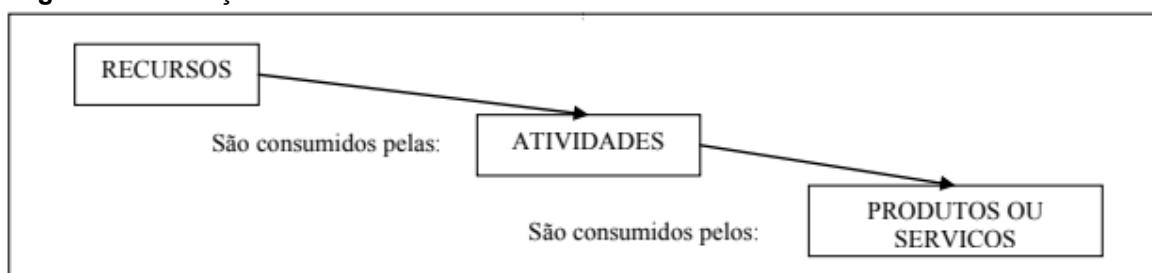 RECURSOS
São consumidos pelas:
ATIVIDADES
São consumidos pelos:
PRODUTOS OU
SERVICOS